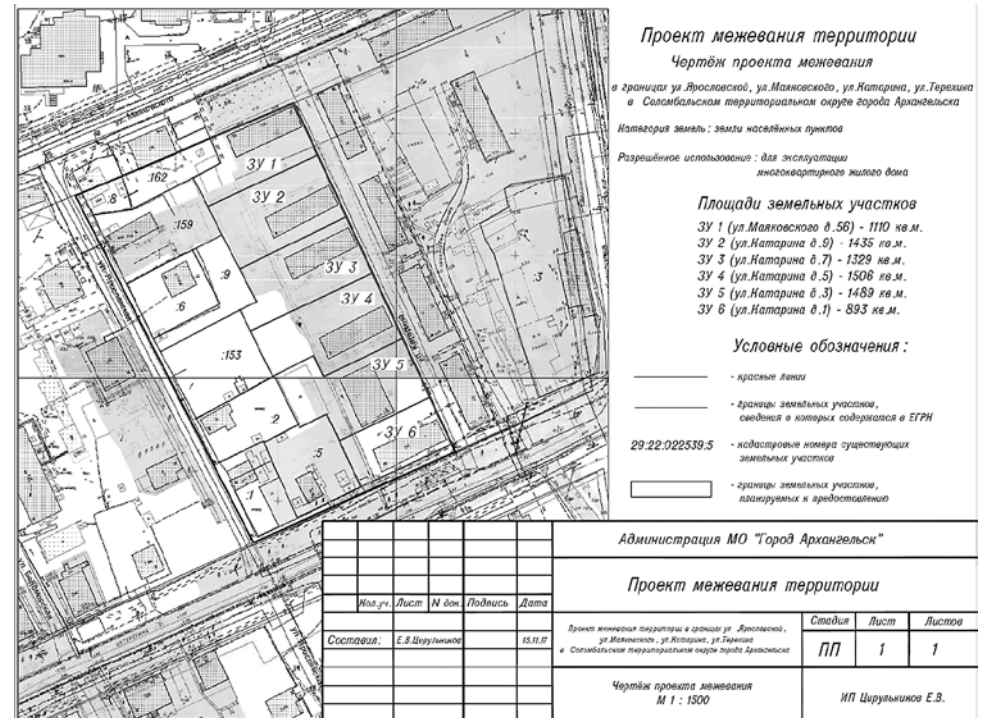 Проект межевания территории
Чертёж проекта межевания
в границах ул.Ярославской, ул.Маяковского, ул.Катарина, ул.Терехина
в Соломбальском территориальном округе города Архангельска
Категория земель: земли населённых пунктов
Разрешённое использование: для эксплуатации
многоквартирного жилого дома
Площади земельных участков
ЗУ 1 (ул.Маяковского д.56) - 1110 кв.м.
ЗУ 2 (ул.Катарина д.9) - 1435 кв.м.
ЗУ 3 (ул.Катарина д.7) - 1329 кв.м.
ЗУ 4 (ул.Катарина д.5) - 1506 кв.м.
ЗУ 5 (ул.Катарина д.3) - 1489 кв.м.
ЗУ 6 (ул.Катарина д.1) - 893 кв.м.
Условные обозначения:
- красные линии
- границы земельных участков,
сведения о которых содержатся в ЕГРН
29:22:022539:5 - кадастровые номера существующих
земельных участков
- границы земельных участков,
планируемых к предоставлению
ул. Маяковского
ЗУ 1
:162
:8
ЗУ 2
:159
:9
ЗУ 3
:3
:6
ЗУ 4
:153
ЗУ 5
:2
ЗУ 6
:5
:1
Администрация МО "Город Архангельск"
Проект межевания территории
Кол.уч. Лист N док. Подпись Дата
Составил: Е.В.Цирульников 15.11.17
Проект межевания территории в границах ул. Ярославской,
ул.Маяковского, ул.Катарина, ул.Терехина
в Соломбальском территориальном округе города Архангельска
Стадия Лист Листов
ПП 1 1
Чертёж проекта межевания
М 1 : 1500
ИП Цирульников Е.В.